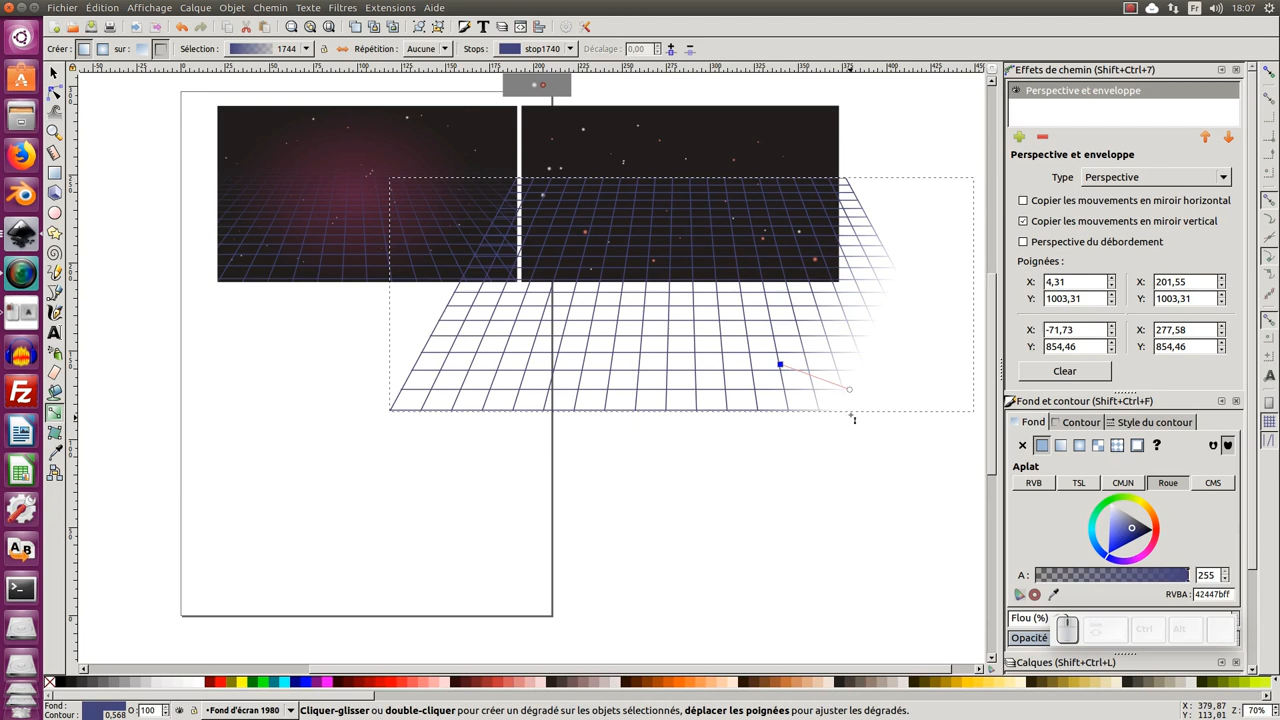 Fichier Édition Affichage Calque Objet Chemin Texte Filtres Extensions Aide
Fr 18:07
Créer : sur : Sélection : 1744 Répétition : Aucune Stops : stop1740 Décalage : 0,00
Effets de chemin (Shift+Ctrl+7)
Perspective et enveloppe
Perspective et enveloppe
Type Perspective
Copier les mouvements en miroir horizontal
Copier les mouvements en miroir vertical
Perspective du débordement
Poignées :
X: 4,31 X: 201,55
Y: 1003,31 Y: 1003,31
X: -71,73 X: 277,58
Y: 854,46 Y: 854,46
Clear
Fond et contour (Shift+Ctrl+F)
Fond Contour Style du contour
Aplat
RVB TSL CMJN Roue CMS
A : 255
RVBA : 42447bff
Flou (%)
Ctrl Alt
Opacité
Calques (Shift+Ctrl+L)
Fond : Contour : 0,568 O: 100 •Fond d'écran 1980 Cliquer-glisser ou double-cliquer pour créer un dégradé sur les objets sélectionnés, déplacer les poignées pour ajuster les dégradés.
X: 379,87
Y: 113,01
Z: 70%